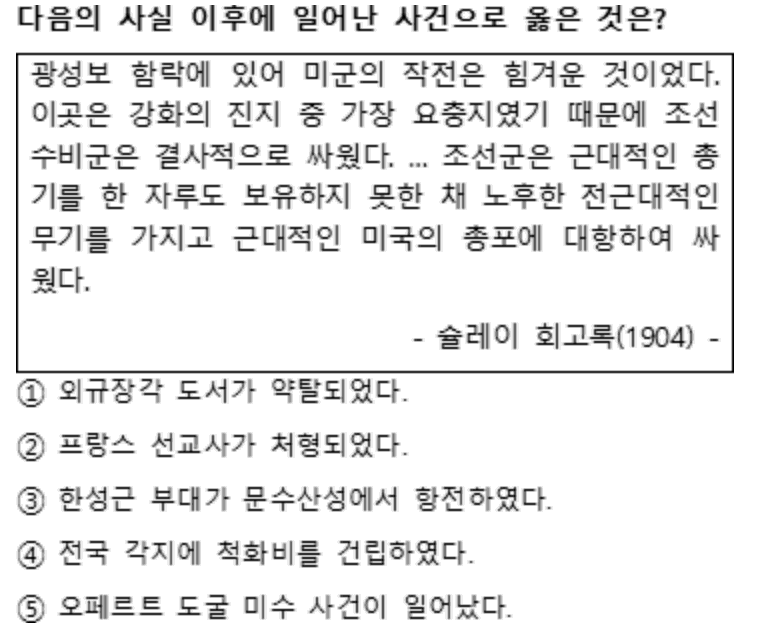 다음의 사실 이후에 일어난 사건으로 옳은 것은?
광성보 함락에 있어 미군의 작전은 힘겨운 것이었다.
이곳은 강화의 진지 중 가장 요충지였기 때문에 조선
수비군은 결사적으로 싸웠다. … 조선군은 근대적인 총
기를 한 자루도 보유하지 못한 채 노후한 전근대적인
무기를 가지고 근대적인 미국의 총포에 대항하여 싸
웠다.
- 슐레이 회고록(1904) -
① 외규장각 도서가 약탈되었다.
② 프랑스 선교사가 처형되었다.
③ 한성근 부대가 문수산성에서 항전하였다.
④ 전국 각지에 척화비를 건립하였다.
⑤ 오페르트 도굴 미수 사건이 일어났다.